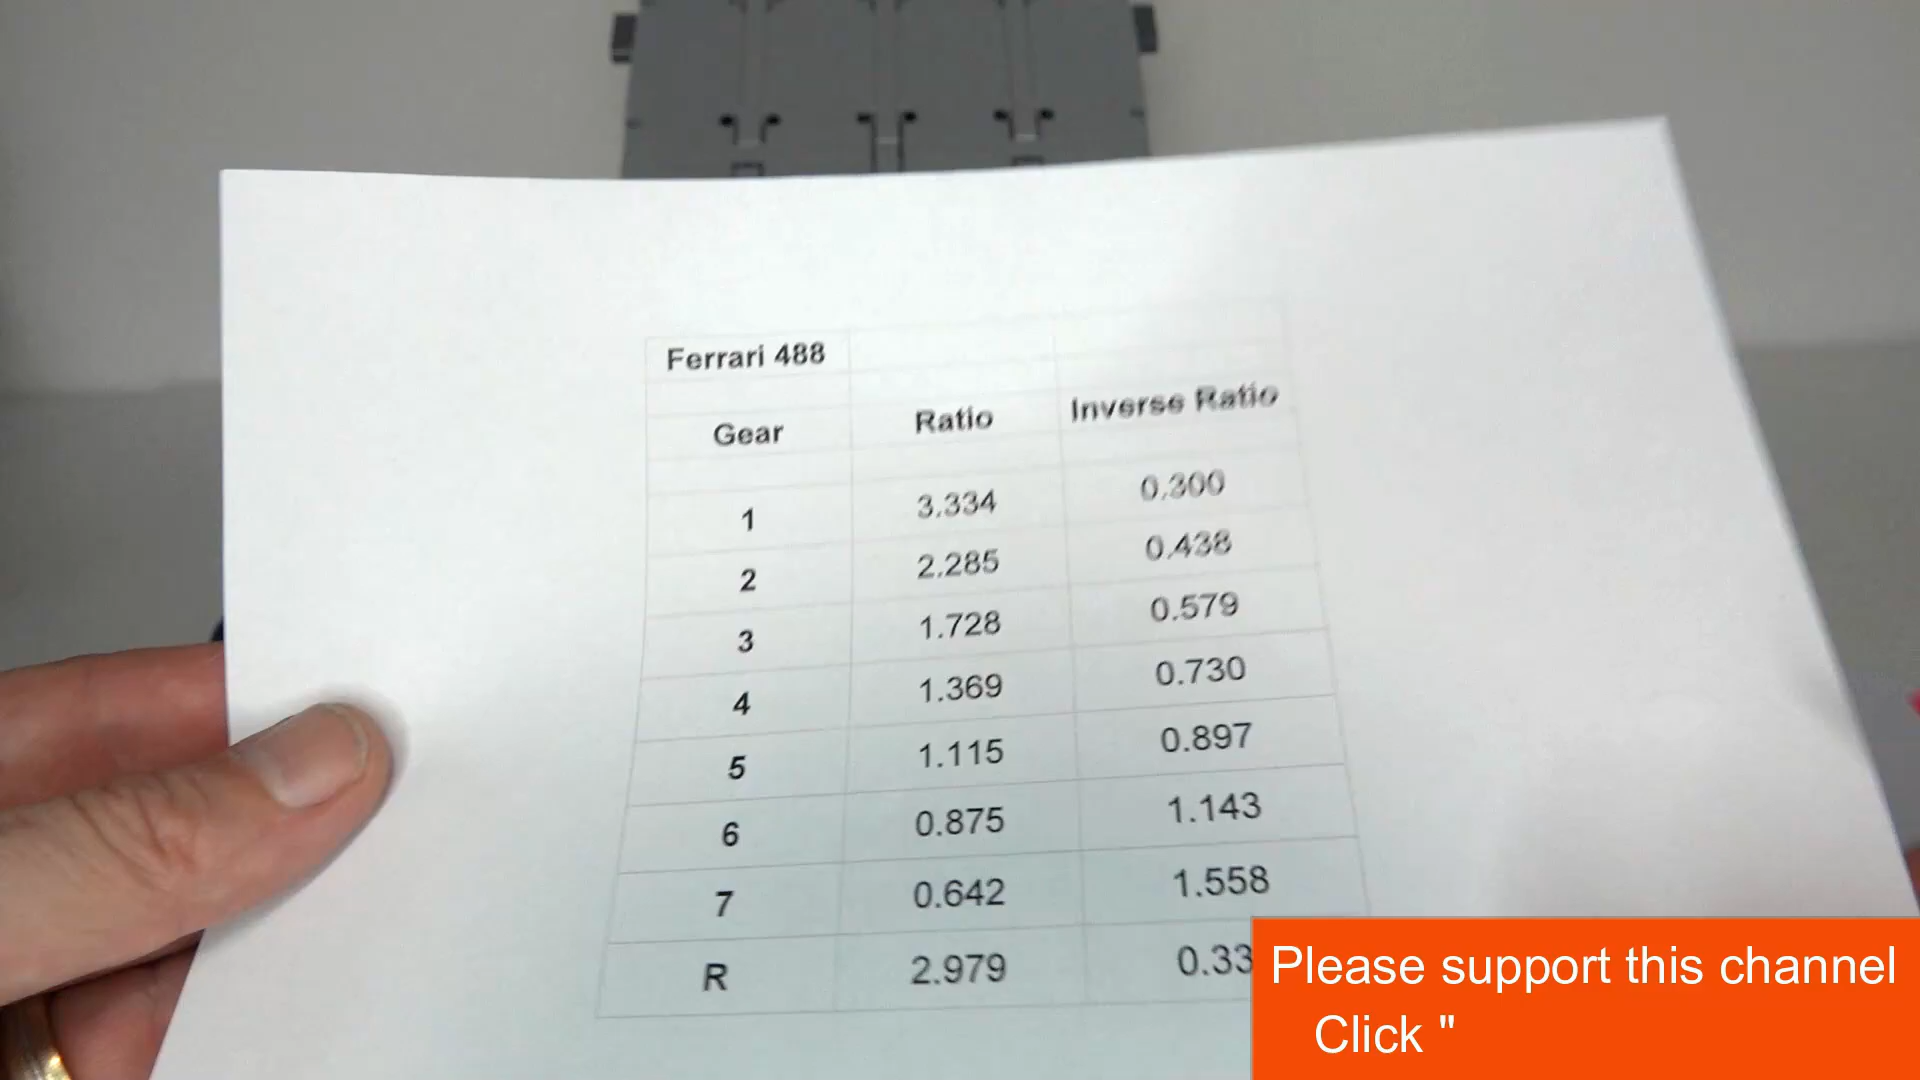 Ferrari 488
Gear Ratio Inverse Ratio
1 3.334 0.300
2 2.285 0.438
3 1.728 0.579
4 1.369 0.730
5 1.115 0.897
6 0.875 1.143
7 0.642 1.558
R 2.979 0.33
Please support this channel
Click "